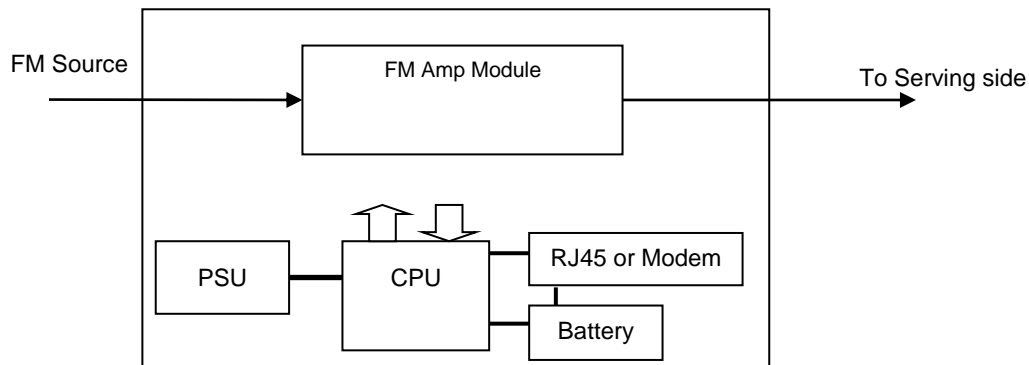 FM Source
FM Amp Module
To Serving side
PSU
CPU
RJ45 or Modem
Battery